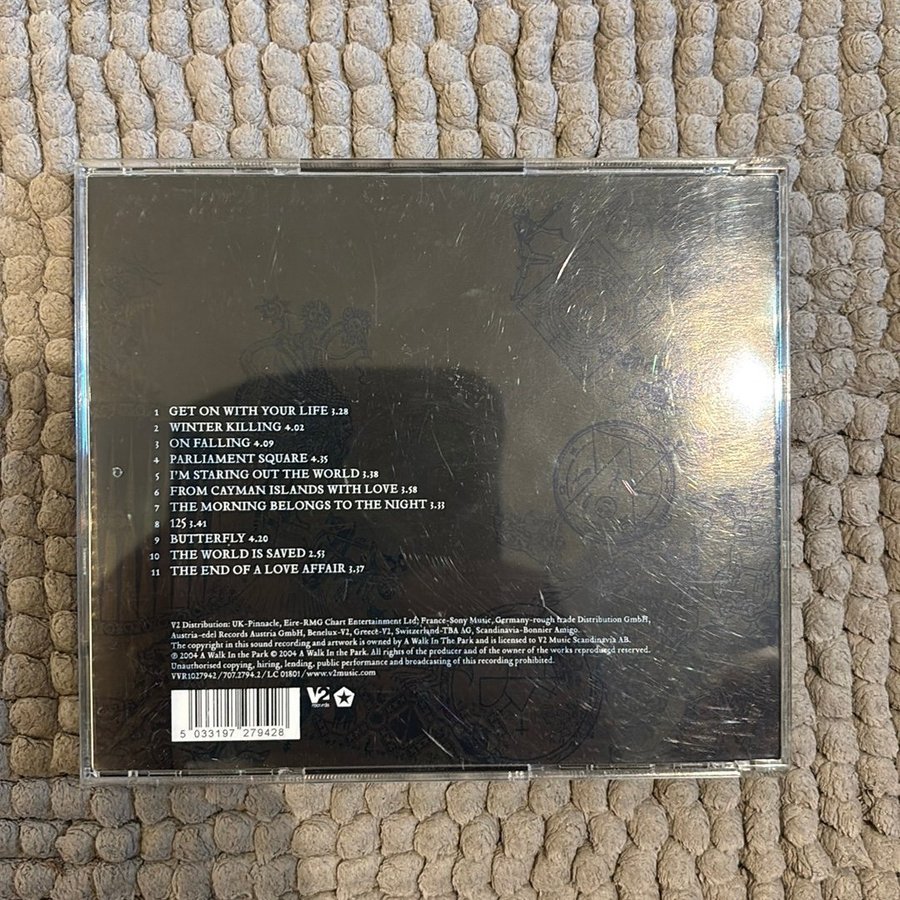 1 GET ON WITH YOUR LIFE 3.28
2 WINTER KILLING 4.02
3 ON FALLING 4.09
4 PARLIAMENT SQUARE 4.35
5 I'M STARING OUT THE WORLD 3.38
6 FROM CAYMAN ISLANDS WITH LOVE 3.58
7 THE MORNING BELONGS TO THE NIGHT 3.33
8 125 3.41
9 BUTTERFLY 4.20
10 THE WORLD IS SAVED 2.53
11 THE END OF A LOVE AFFAIR 3.37
V2 Distribution: UK-Pinnacle, Eire-RMG Chart Entertainment Ltd, France-Sony Music, Germany-rough trade Distribution GmbH,
Austria-edel Records Austria GmbH, Benelux-V2, Greece-V2, Switzerland-TBA AG, Scandinavia-Bonnier Amigo.
The copyright in this sound recording and artwork is owned by A Walk In The Park and is licensed to V2 Music Scandinavia AB.
℗ 2004 A Walk In the Park © 2004 A Walk In the Park. All rights of the producer and of the owner of the works reproduced reserved.
Unauthorised copying, hiring, lending, public performance and broadcasting of this recording prohibited.
VVR1027942 / 707.2794.2 / LC 01801 / www.v2music.com
V2
records
5 033197 279428